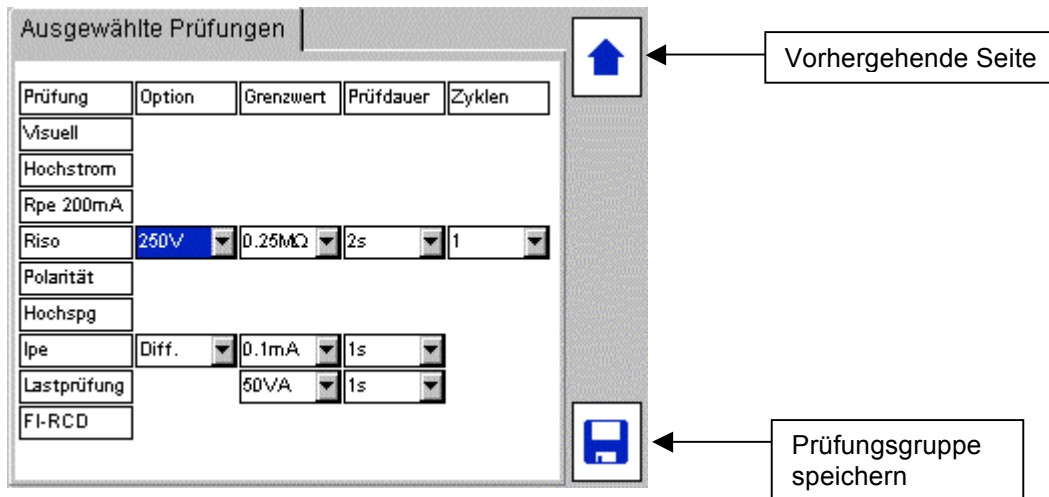 Ausgewählte Prüfungen
Vorhergehende Seite
Prüfung Option Grenzwert Prüfdauer Zyklen
Visuell
Hochstrom
Rpe 200mA
Riso 250V 0.25MΩ 2s 1
Polarität
Hochspg
Ipe Diff. 0.1mA 1s
Lastprüfung 50VA 1s
FI-RCD
Prüfungsgruppe
speichern